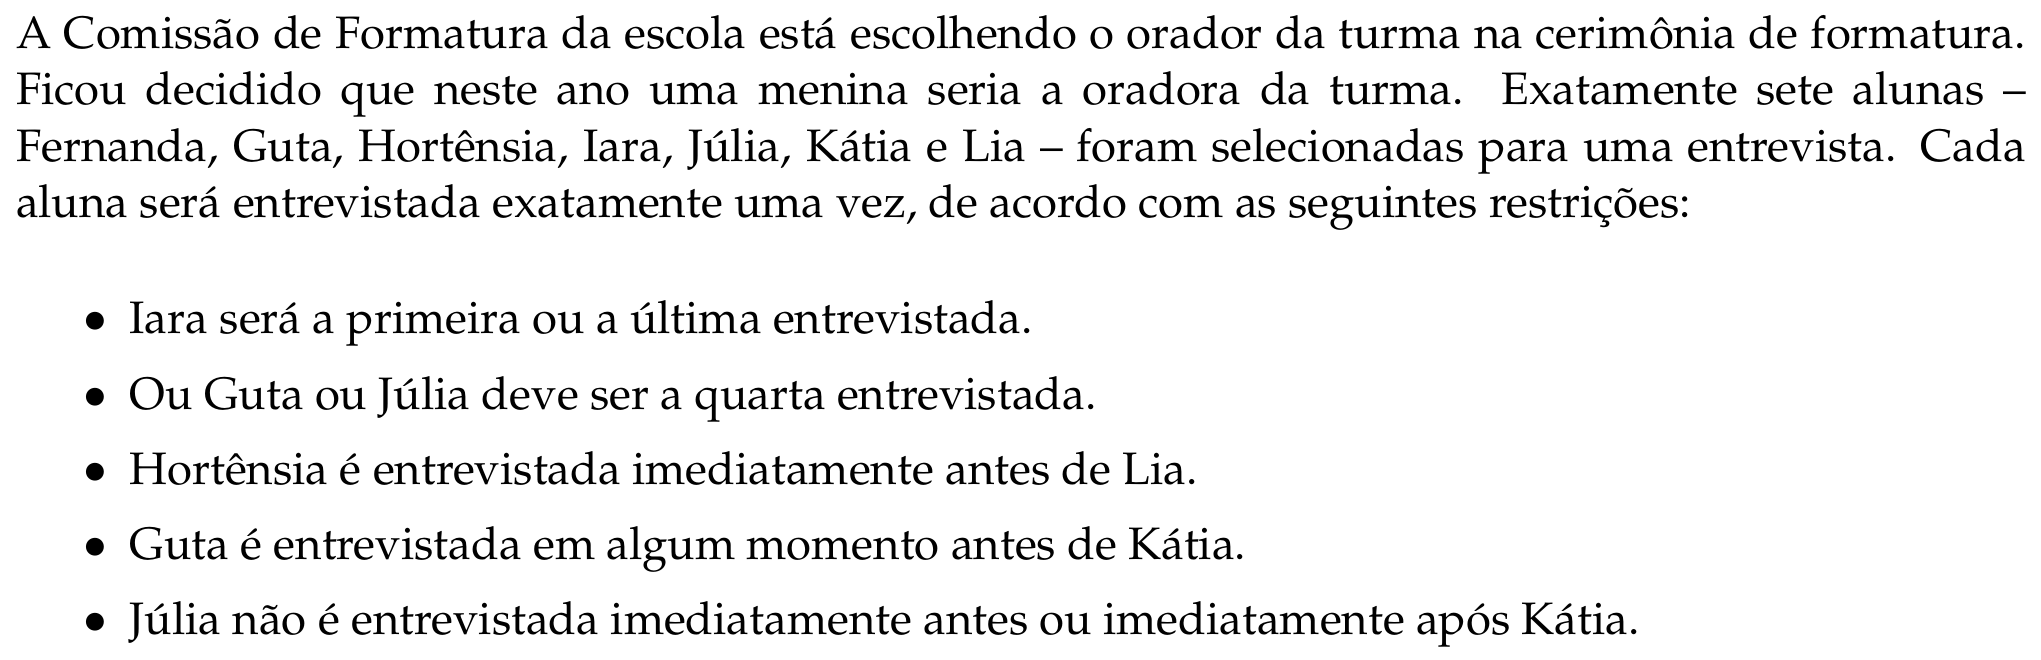 A Comissão de Formatura da escola está escolhendo o orador da turma na cerimônia de formatura.
Ficou decidido que neste ano uma menina seria a oradora da turma. Exatamente sete alunas –
Fernanda, Guta, Hortênsia, Iara, Júlia, Kátia e Lia – foram selecionadas para uma entrevista. Cada
aluna será entrevistada exatamente uma vez, de acordo com as seguintes restrições:
• Iara será a primeira ou a última entrevistada.
• Ou Guta ou Júlia deve ser a quarta entrevistada.
• Hortênsia é entrevistada imediatamente antes de Lia.
• Guta é entrevistada em algum momento antes de Kátia.
• Júlia não é entrevistada imediatamente antes ou imediatamente após Kátia.